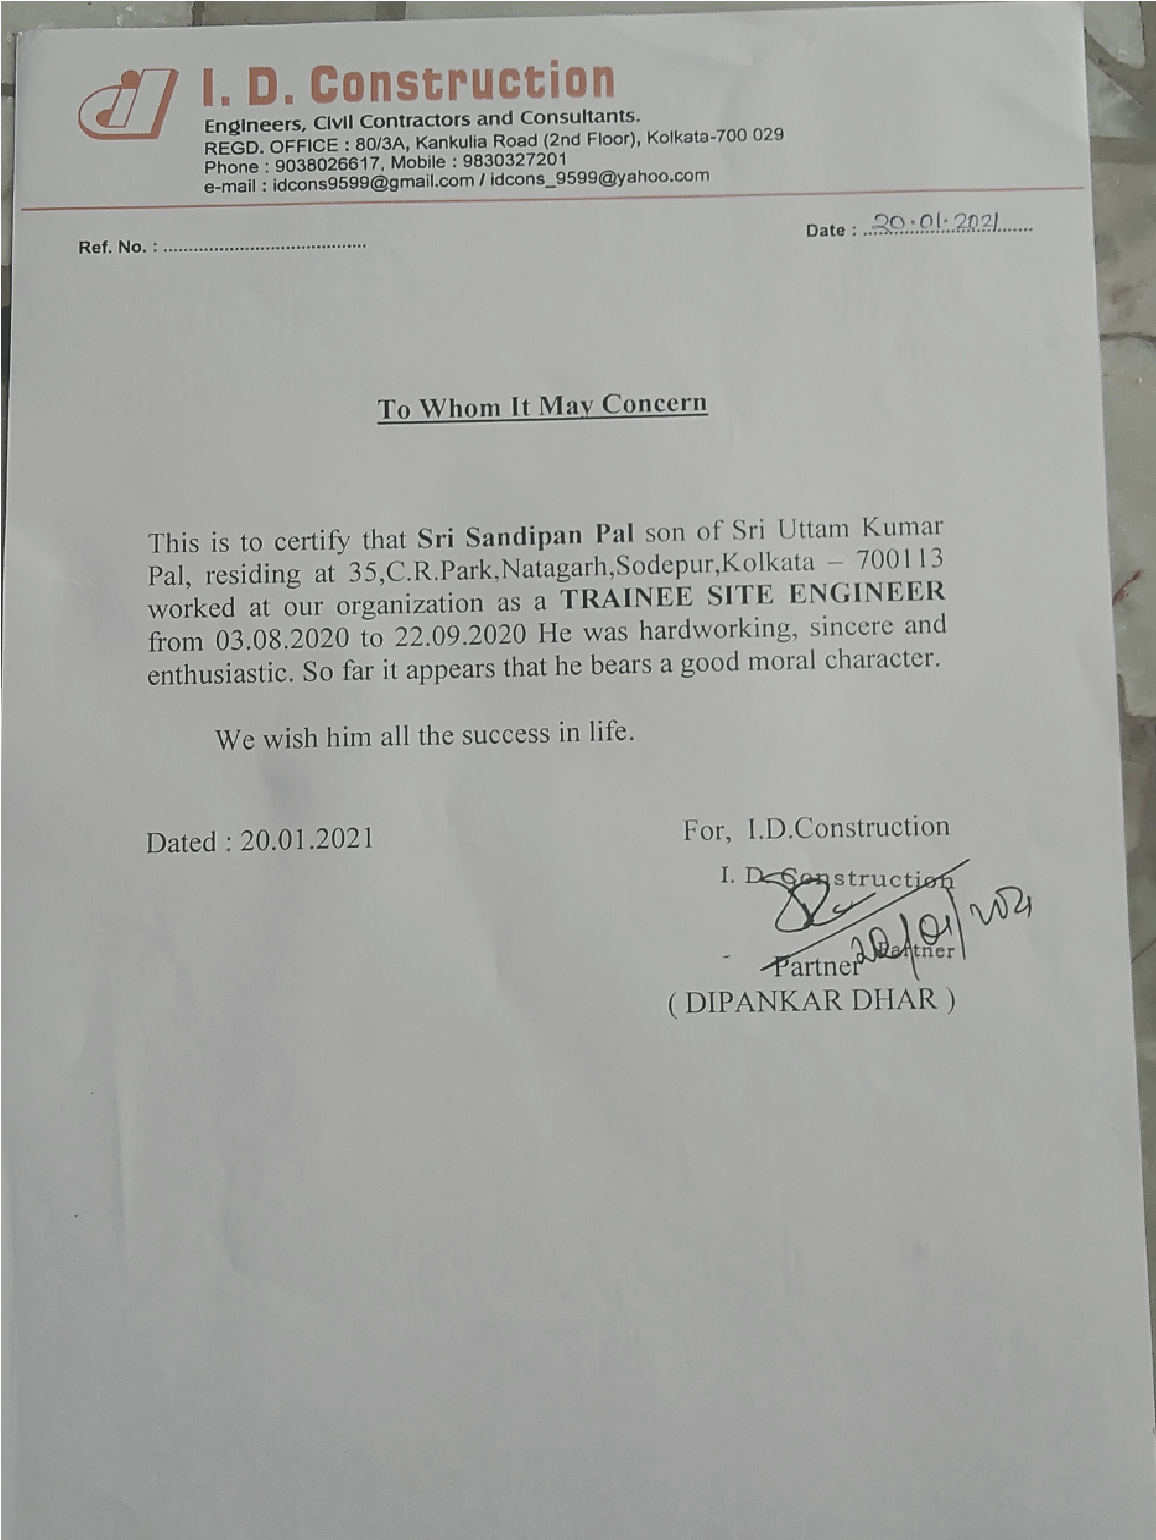 I. D. Construction
Engineers, Civil Contractors and Consultants.
REGD. OFFICE : 80/3A, Kankulia Road (2nd Floor), Kolkata-700 029
Phone : 9038026617, Mobile : 9830327201
e-mail : idcons9599@gmail.com / idcons_9599@yahoo.com
Ref. No. : ........................................
Date : 20.01.2021
To Whom It May Concern
This is to certify that Sri Sandipan Pal son of Sri Uttam Kumar
Pal, residing at 35,C.R.Park,Natagarh,Sodepur,Kolkata – 700113
worked at our organization as a TRAINEE SITE ENGINEER
from 03.08.2020 to 22.09.2020 He was hardworking, sincere and
enthusiastic. So far it appears that he bears a good moral character.
We wish him all the success in life.
Dated : 20.01.2021
For, I.D.Construction
I. D. Construction
20/01/2021
Partner
Partner
( DIPANKAR DHAR )